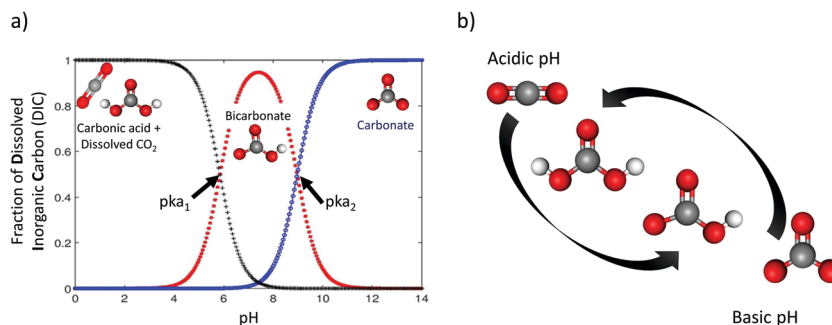 a)
b)
Fraction of Dissolved
Inorganic Carbon (DIC)
1
0.8
0.6
0.4
0.2
0
Carbonic acid +
Dissolved CO₂
Bicarbonate
Carbonate
pka₁
pka₂
0 2 4 6 8 10 12 14
pH
Acidic pH
Basic pH